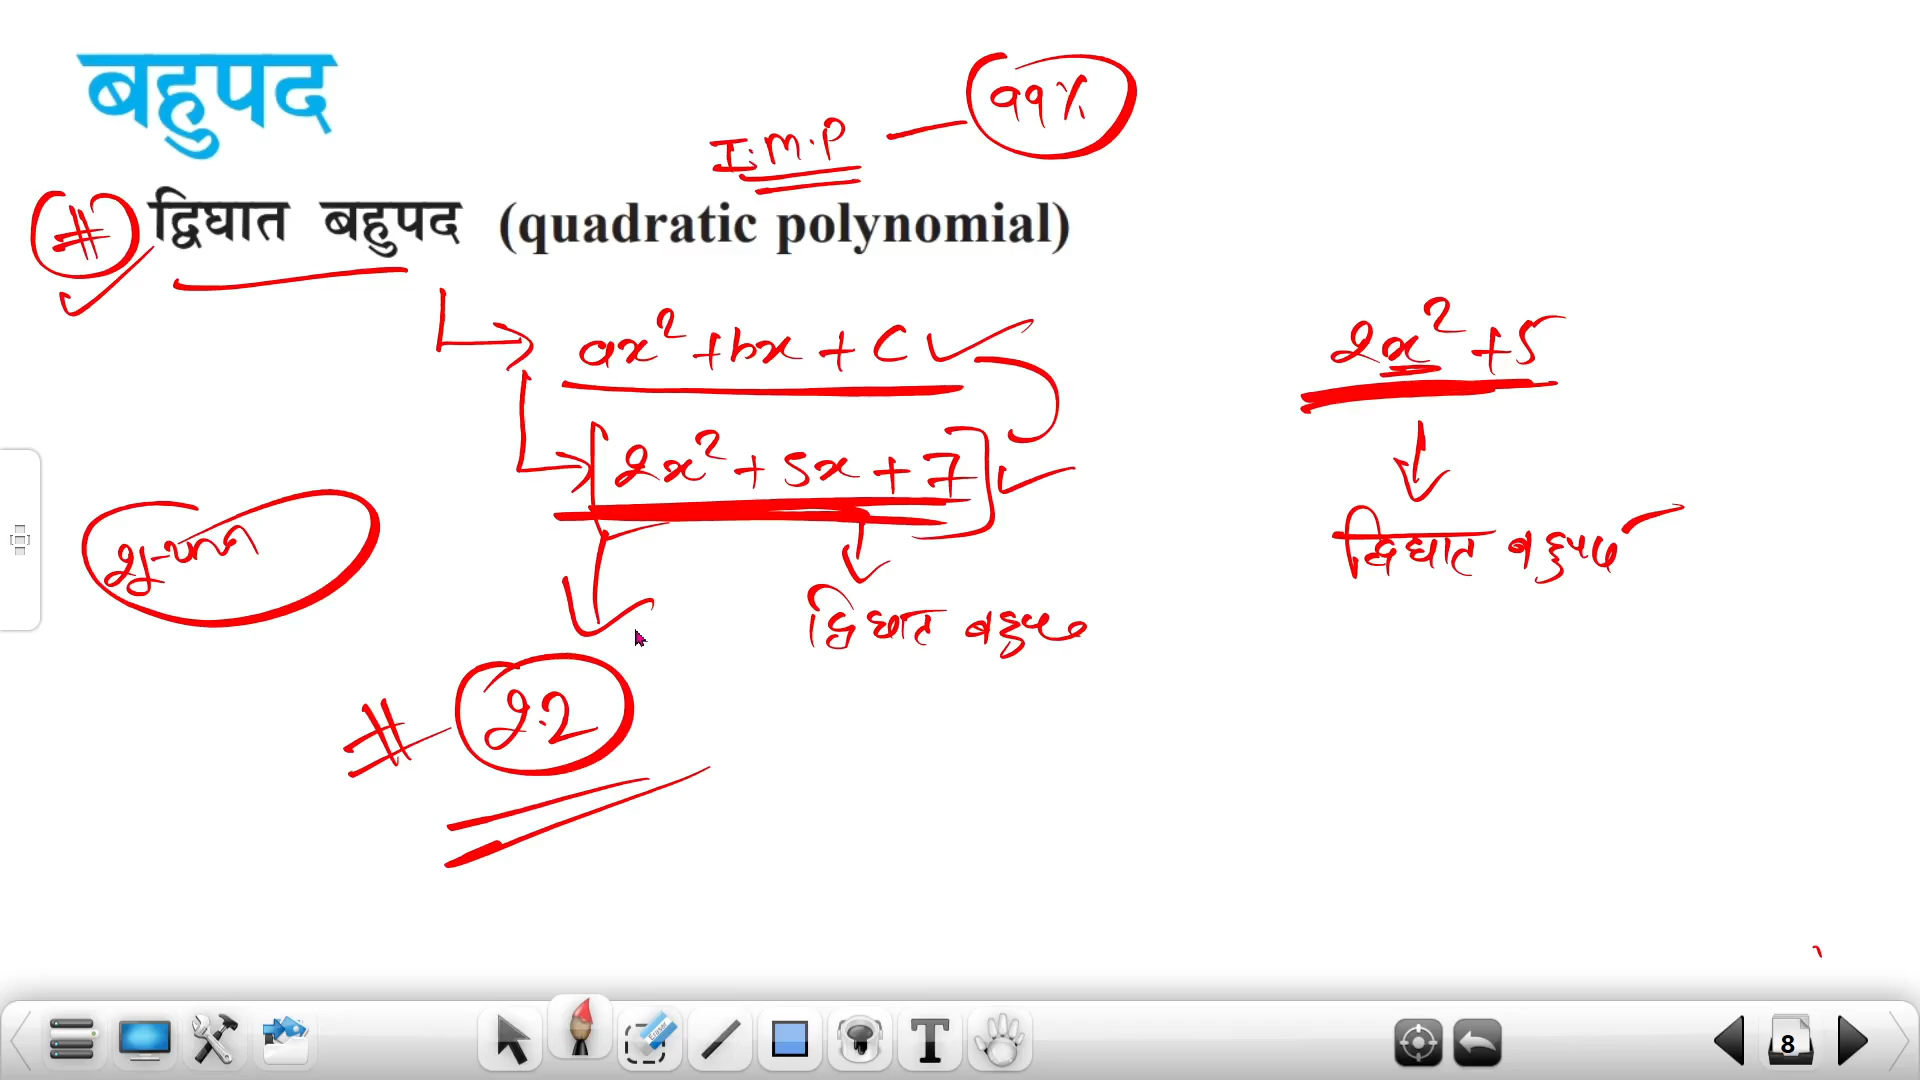 बहुपद
I.M.P — 99%
# द्विघात बहुपद (quadratic polynomial)
ax² + bx + c
2x² + 5
2x² + 5x + 7
द्विघात बहुपद
द्विघात बहुपद
# 2.2
8